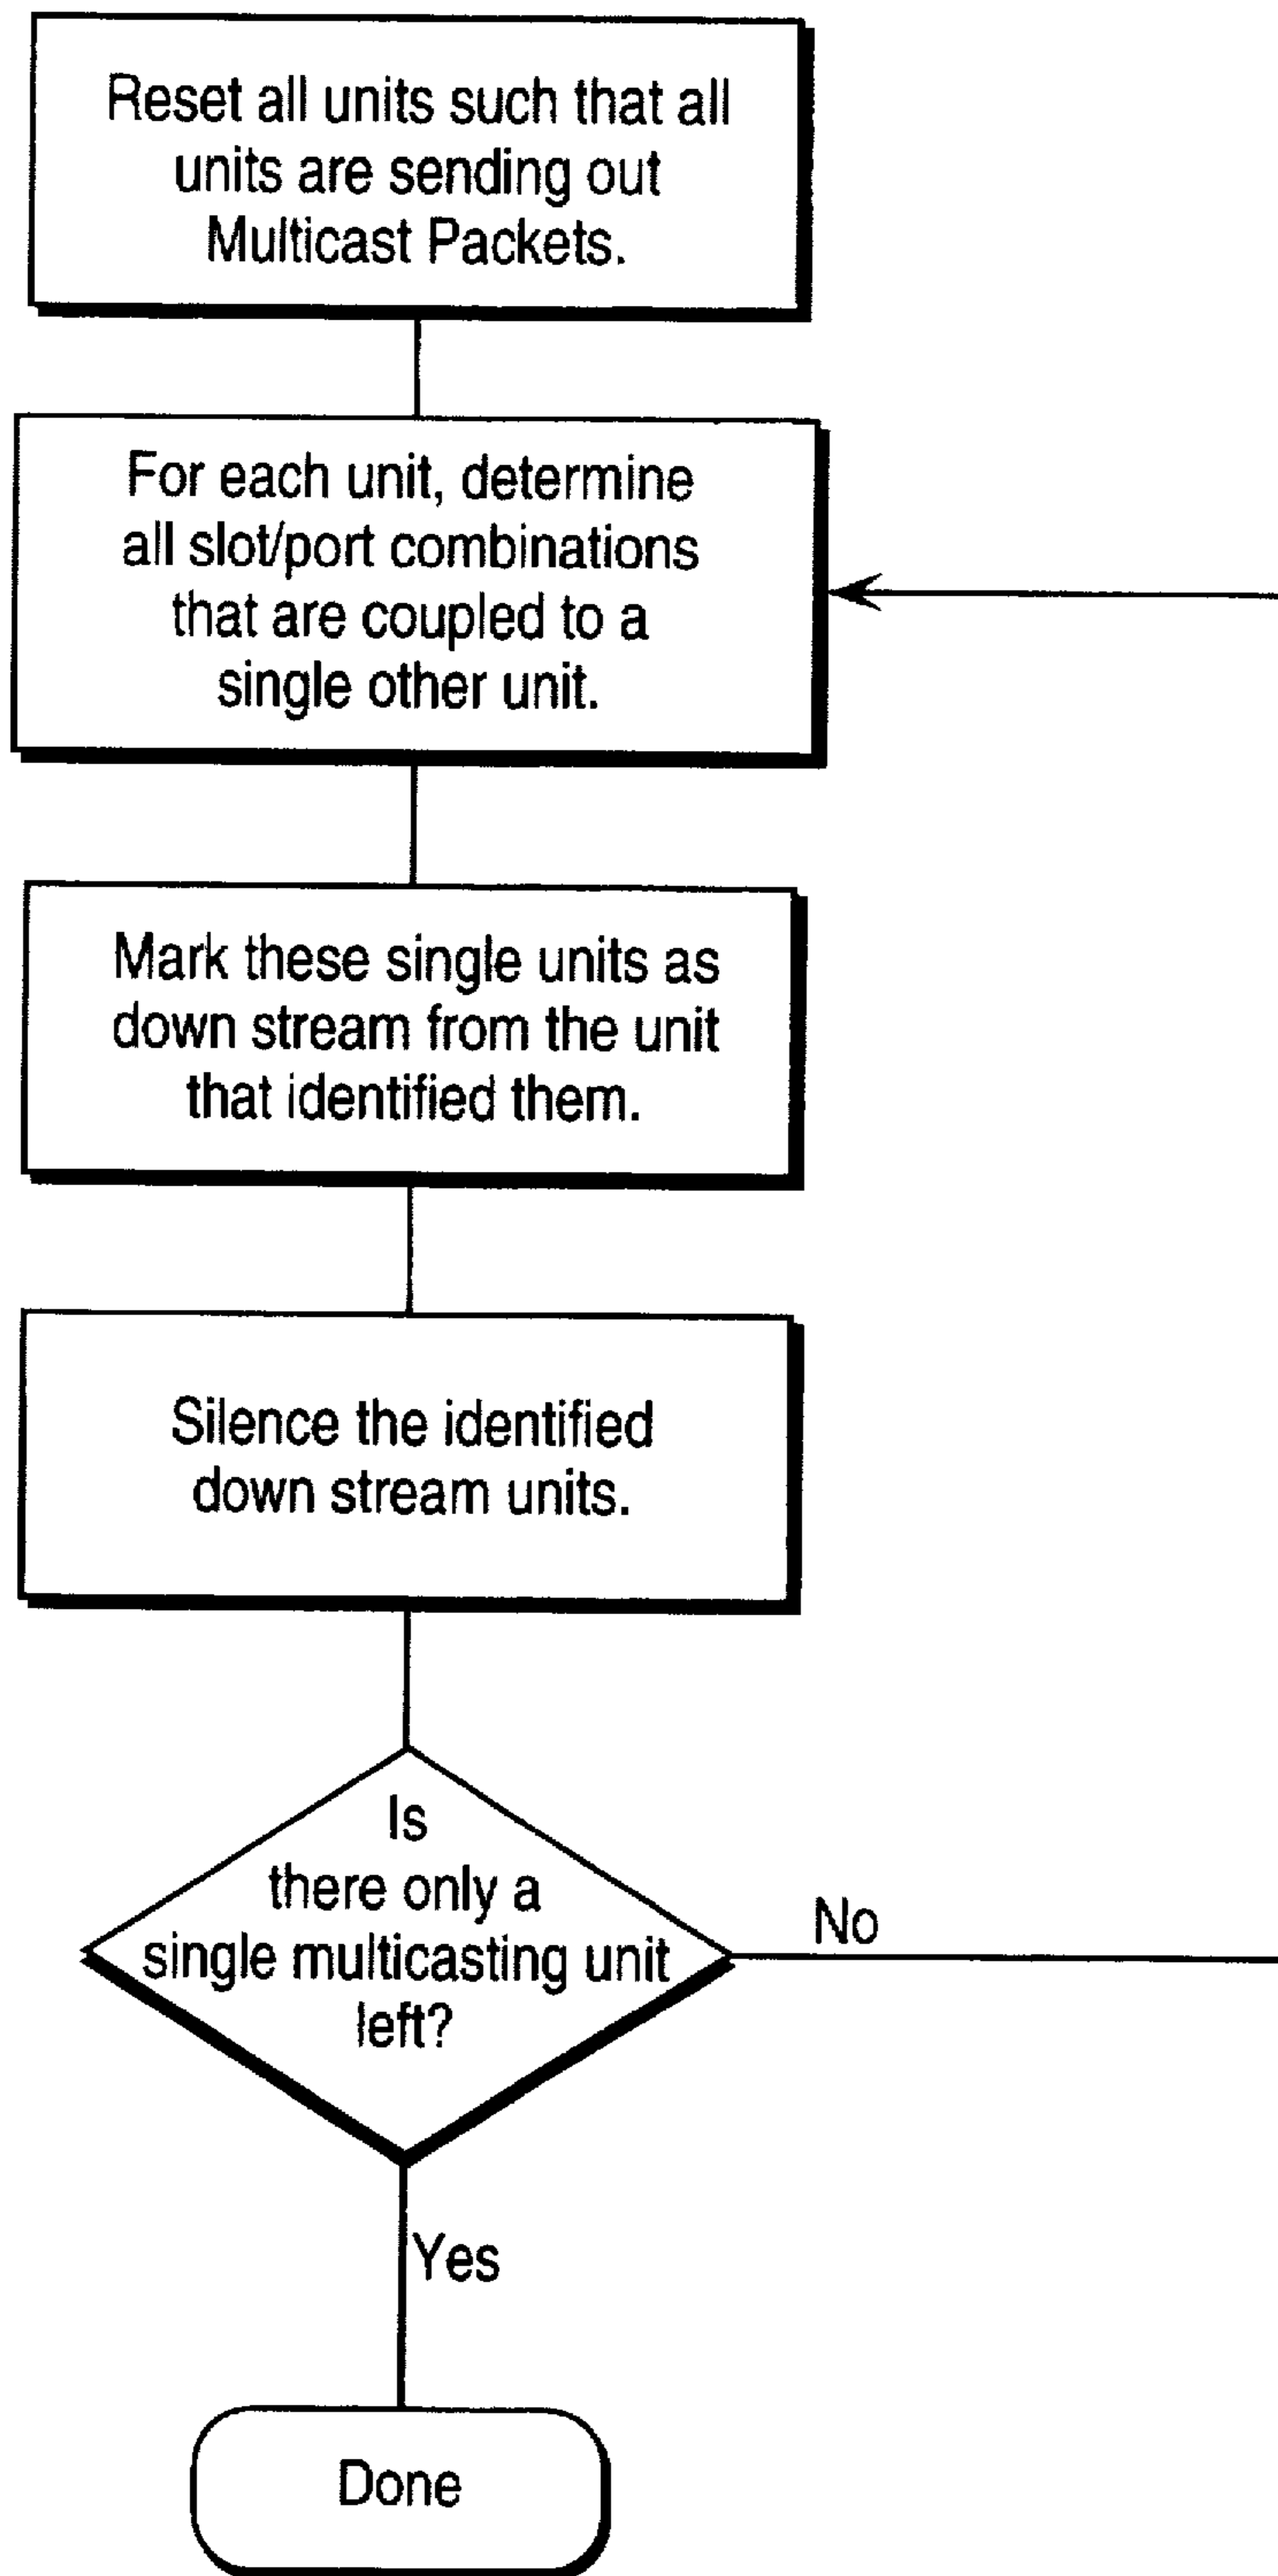 Reset all units such that all
units are sending out
Multicast Packets.
For each unit, determine
all slot/port combinations
that are coupled to a
single other unit.
Mark these single units as
down stream from the unit
that identified them.
Silence the identified
down stream units.
Is
there only a
single multicasting unit
left?
No
Yes
Done